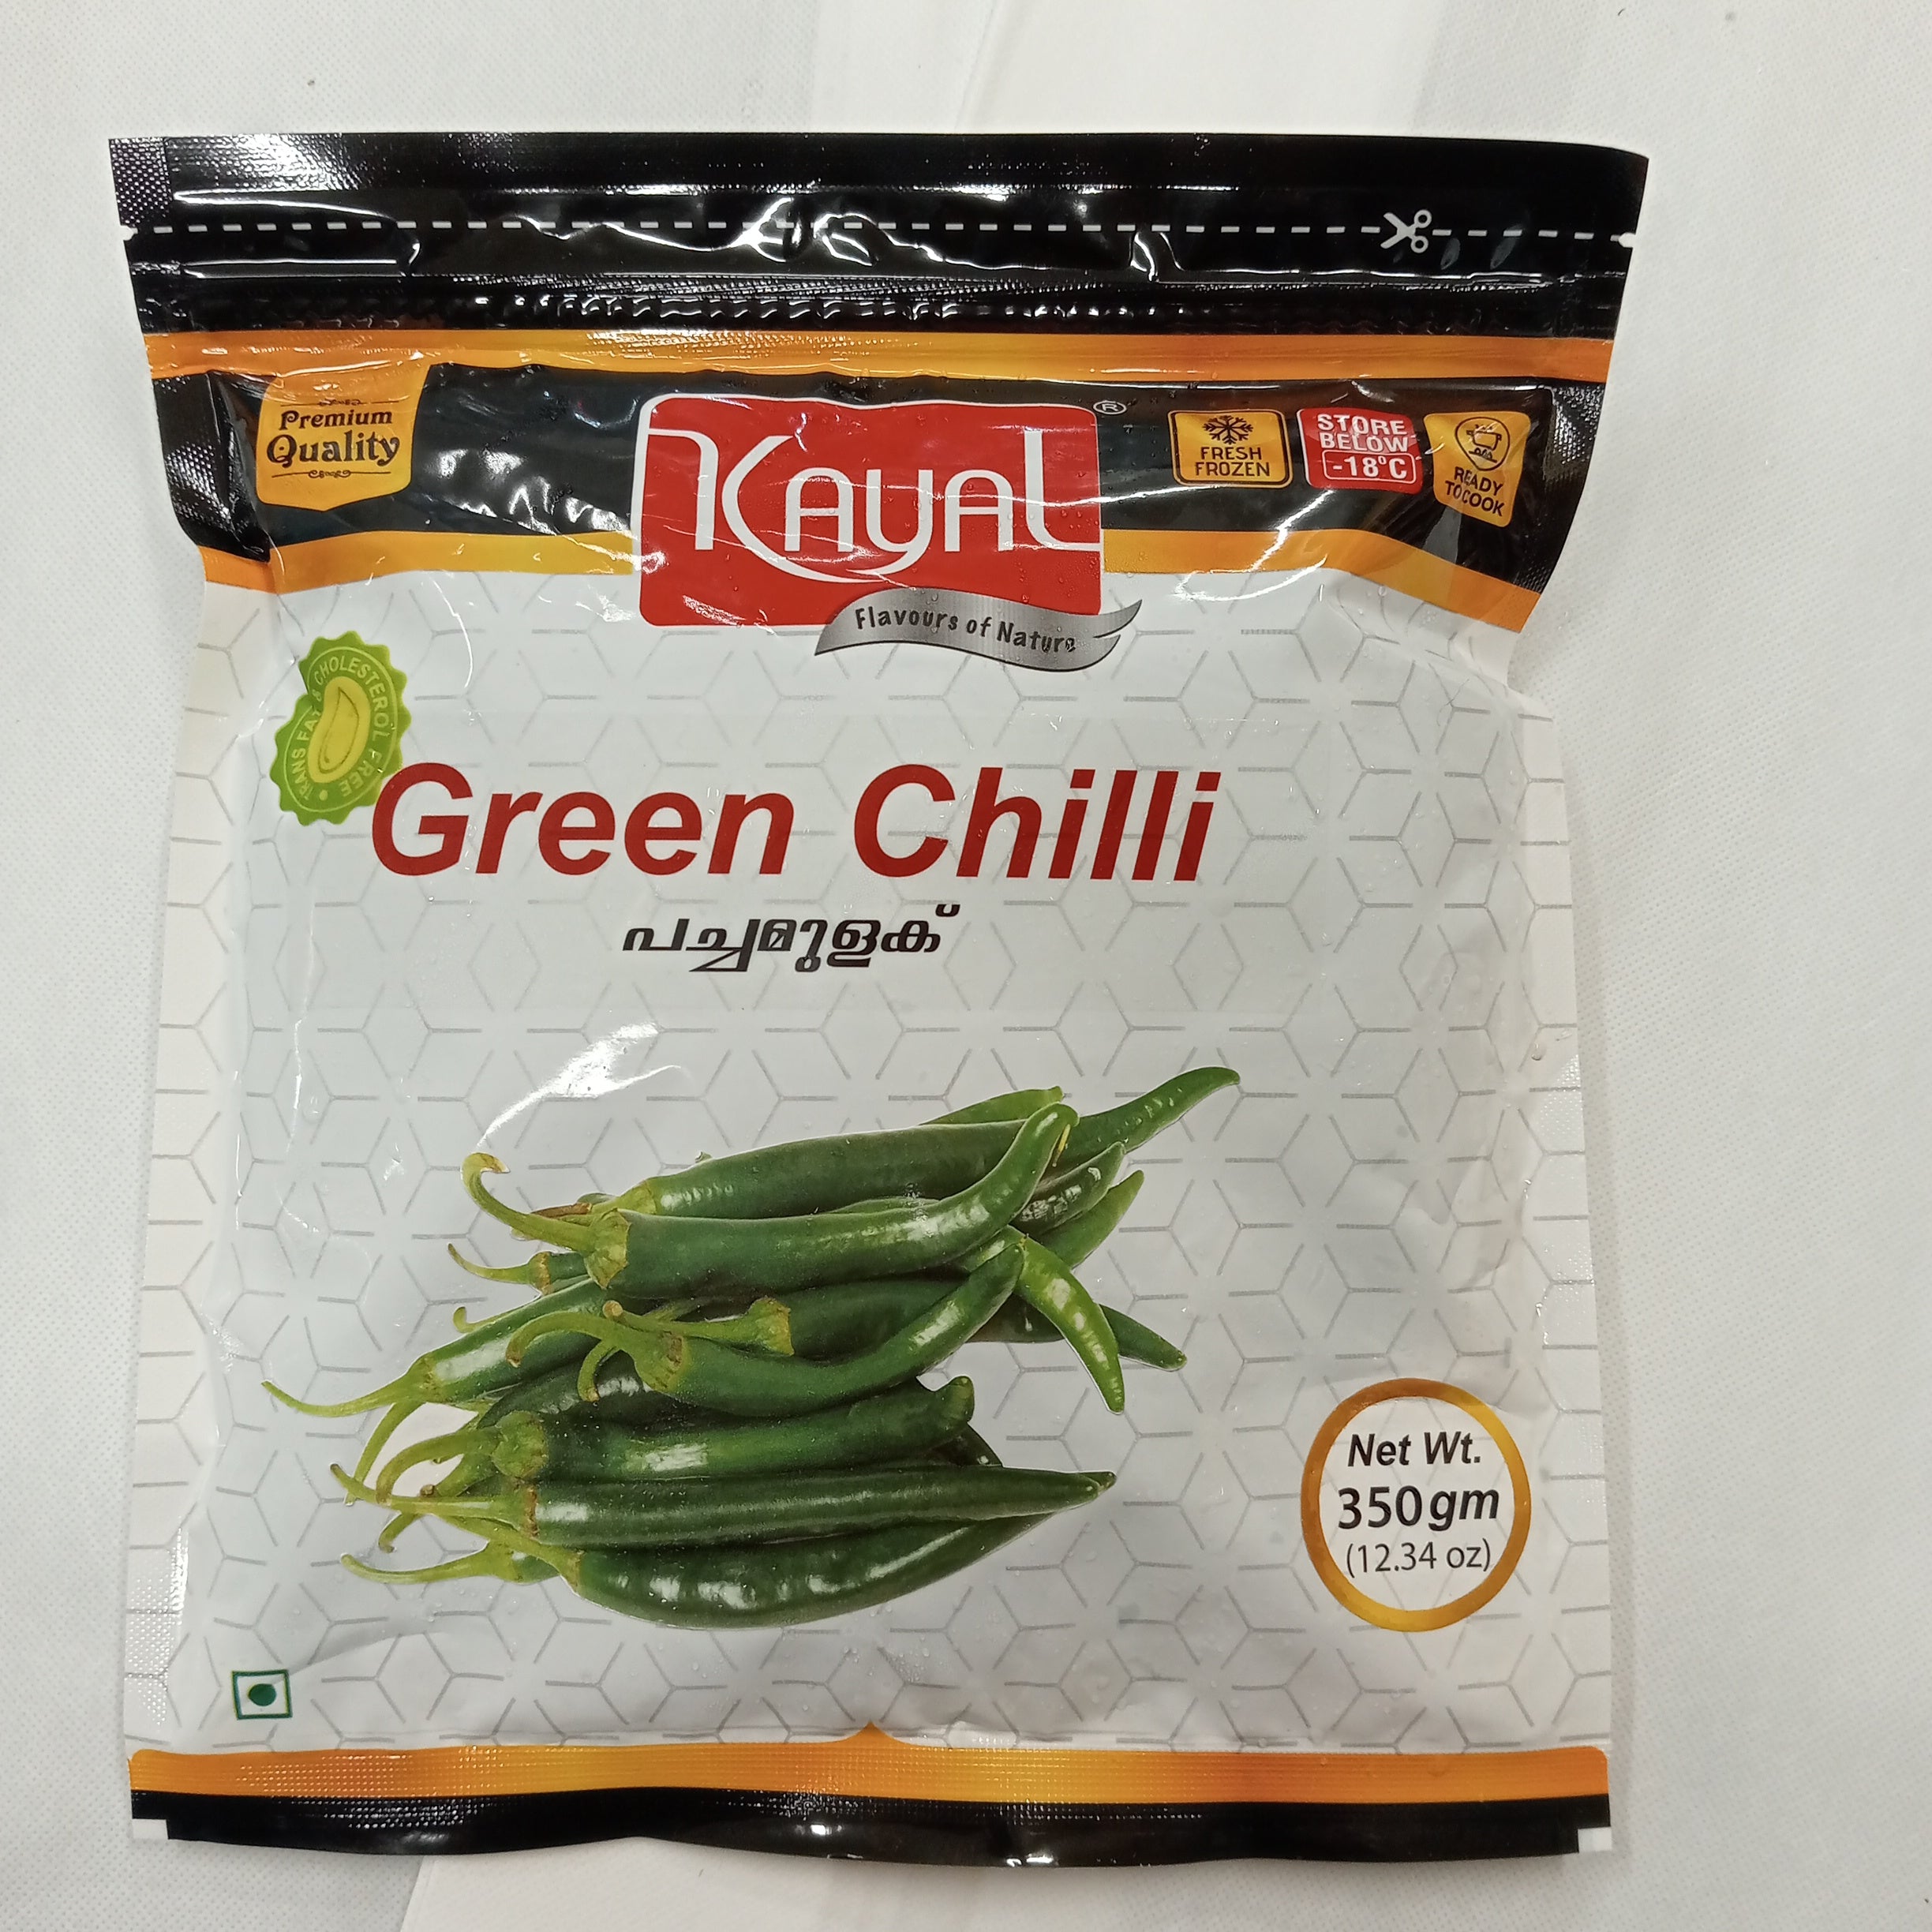 Premium
Quality
KAYAL
®
Flavours of Nature
FRESH
FROZEN
STORE
BELOW
-18°C
READY
TO COOK
TRANS FAT & CHOLESTEROL FREE
Green Chilli
പച്ചമുളക്
Net Wt.
350gm
(12.34 oz)